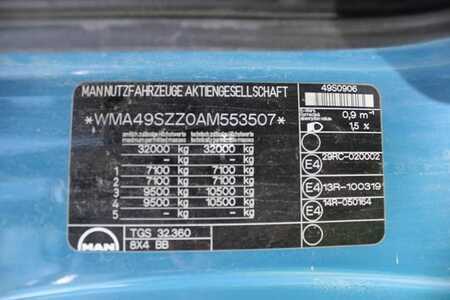 MAN NUTZFAHRZEUGE AKTIENGESELLSCHAFT
*WMA49SZZ0AM553507*
32000 kg 32000 kg
kg kg
1 7100 kg 7100 kg
2 7100 kg 7100 kg
3 9500 kg 10500 kg
4 9500 kg 10500 kg
5 kg kg
MAN
TGS 32.360
8X4 BB
49S0906
0,9 m⁻¹
1,5 %
29RC-020002
E4 13R-100319
E4 14R-050164
E4